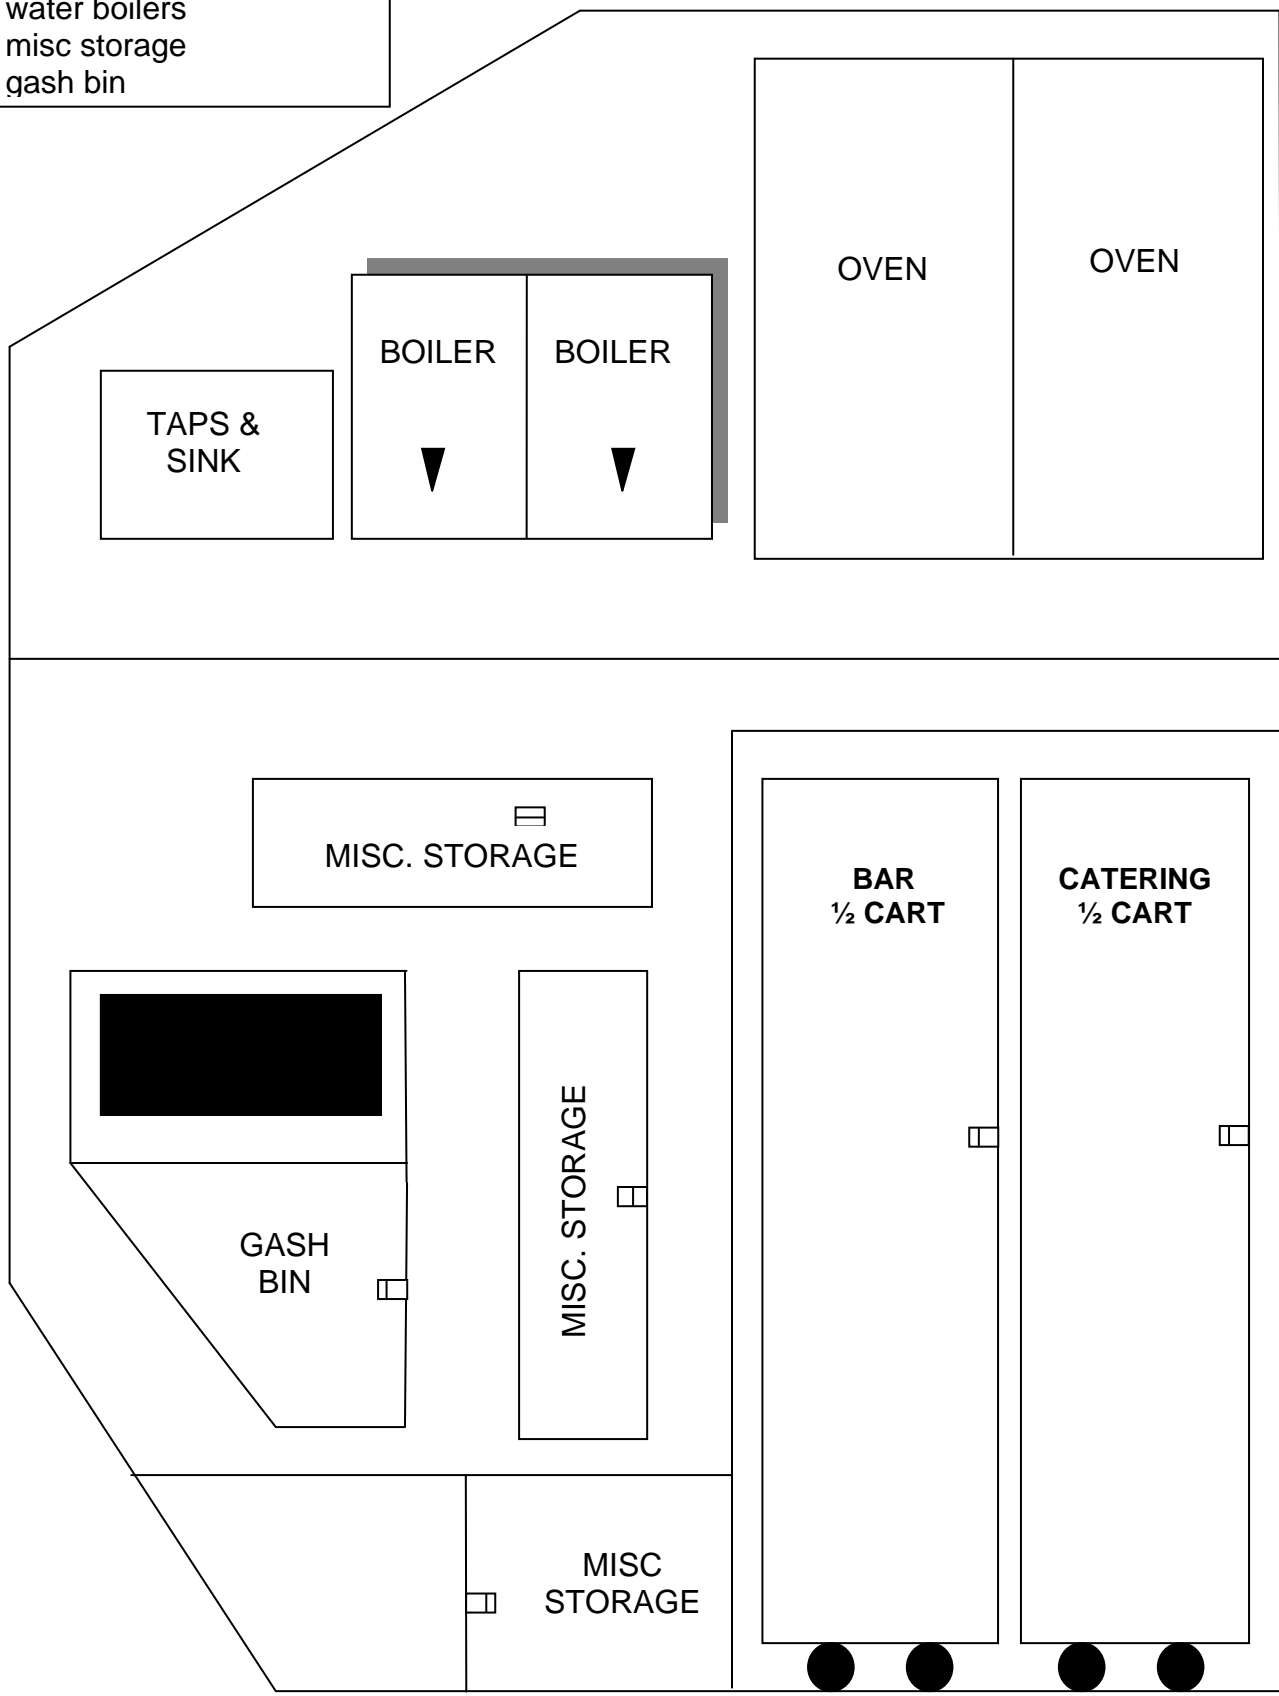 water boilers
misc storage
gash bin
OVEN
OVEN
BOILER
BOILER
TAPS &
SINK
MISC. STORAGE
BAR
½ CART
CATERING
½ CART
MISC. STORAGE
GASH
BIN
MISC
STORAGE